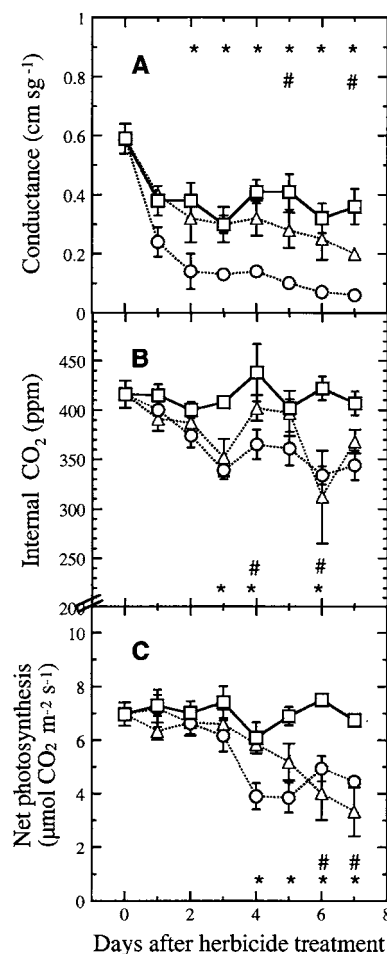 1
A
* * * * * *
# #
0.8
0.6
0.4
0.2
0
Conductance (cm sg⁻¹)
B
450
400
350
300
250
200
Internal CO₂ (ppm)
# #
* * *
C
10
8
6
4
2
0
Net photosynthesis
(μmol CO₂ m⁻² s⁻¹)
# #
* * * *
0 2 4 6 8
Days after herbicide treatment